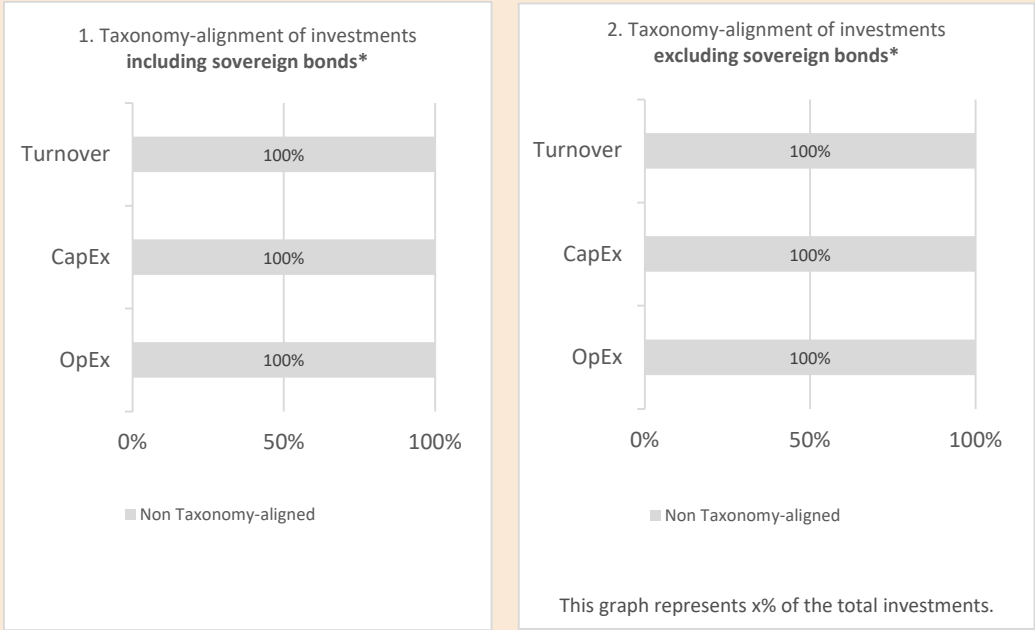 1. Taxonomy-alignment of investments
including sovereign bonds*
Turnover
100%
CapEx
100%
OpEx
100%
0% 50% 100%
Non Taxonomy-aligned
2. Taxonomy-alignment of investments
excluding sovereign bonds*
Turnover
100%
CapEx
100%
OpEx
100%
0% 50% 100%
Non Taxonomy-aligned
This graph represents x% of the total investments.